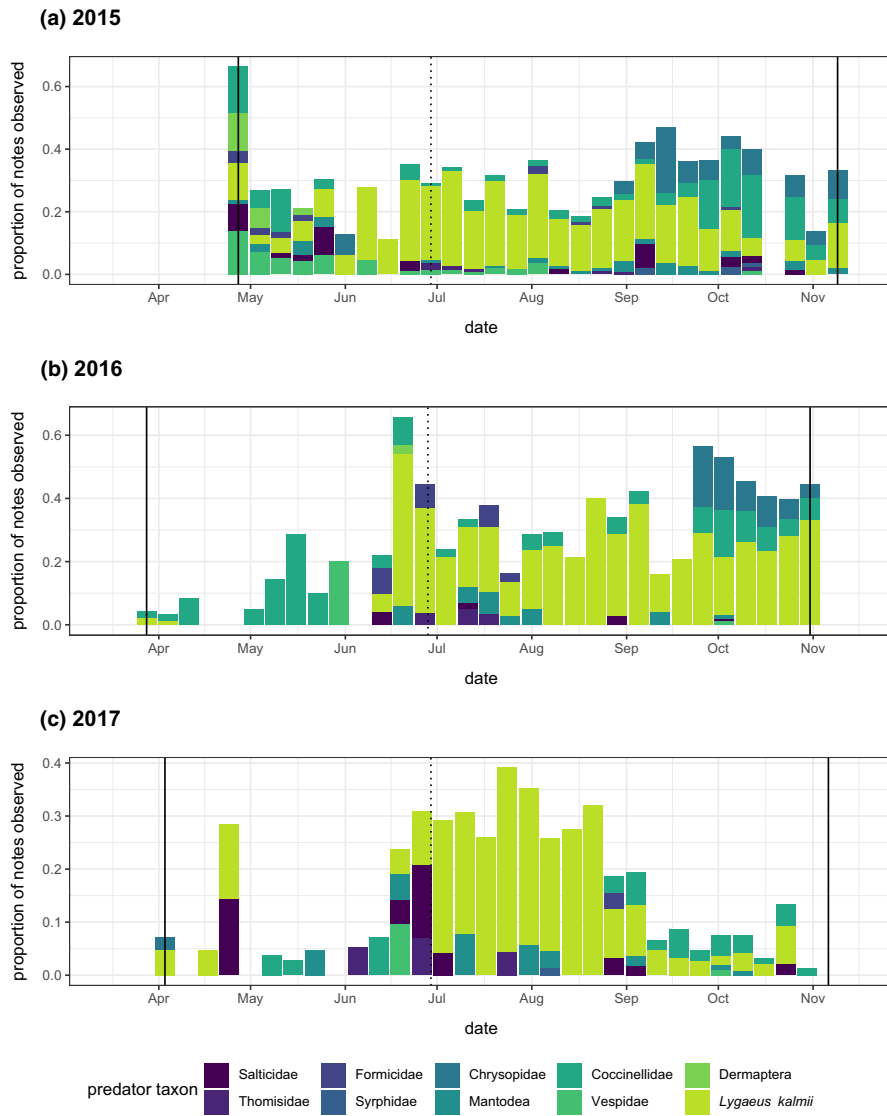 (a) 2015
proportion of notes observed
0.6
0.4
0.2
0.0
Apr May Jun Jul Aug Sep Oct Nov
date
(b) 2016
proportion of notes observed
0.6
0.4
0.2
0.0
Apr May Jun Jul Aug Sep Oct Nov
date
(c) 2017
proportion of notes observed
0.4
0.3
0.2
0.1
0.0
Apr May Jun Jul Aug Sep Oct Nov
date
predator taxon
Salticidae Formicidae Chrysopidae Coccinellidae Dermaptera
Thomisidae Syrphidae Mantodea Vespidae Lygaeus kalmii